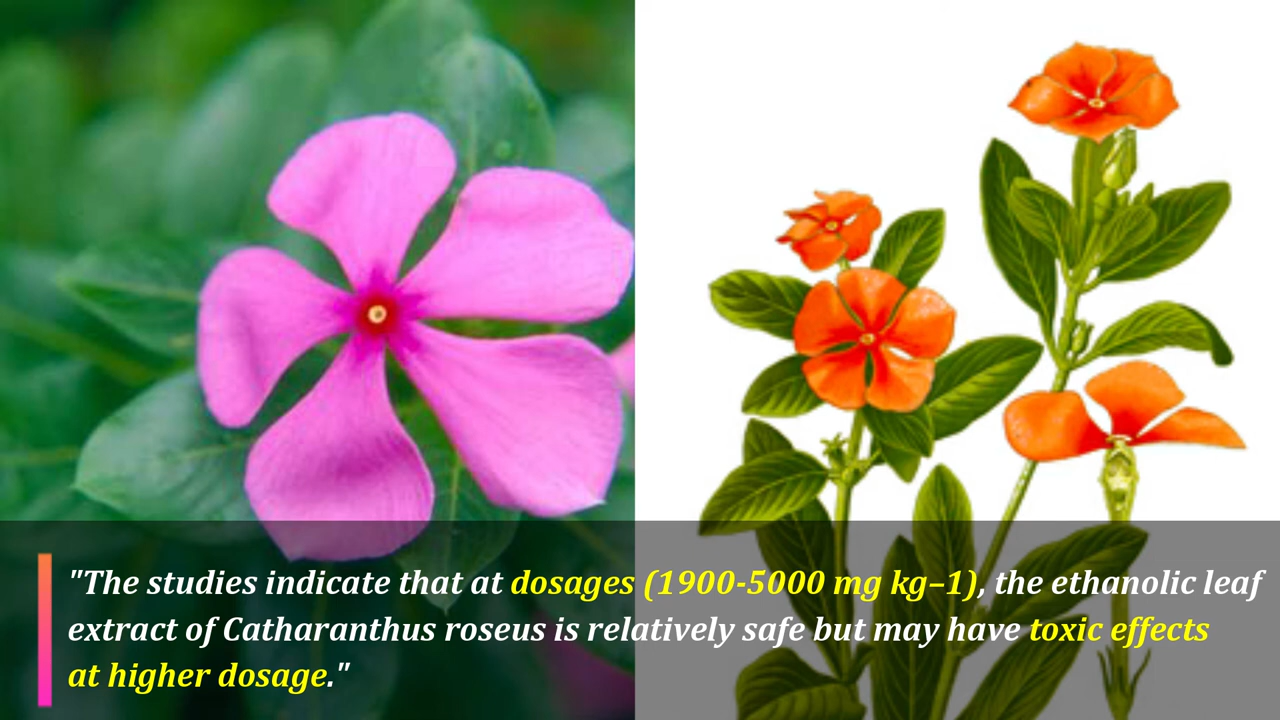 "The studies indicate that at dosages (1900-5000 mg kg–1), the ethanolic leaf
extract of Catharanthus roseus is relatively safe but may have toxic effects
at higher dosage."